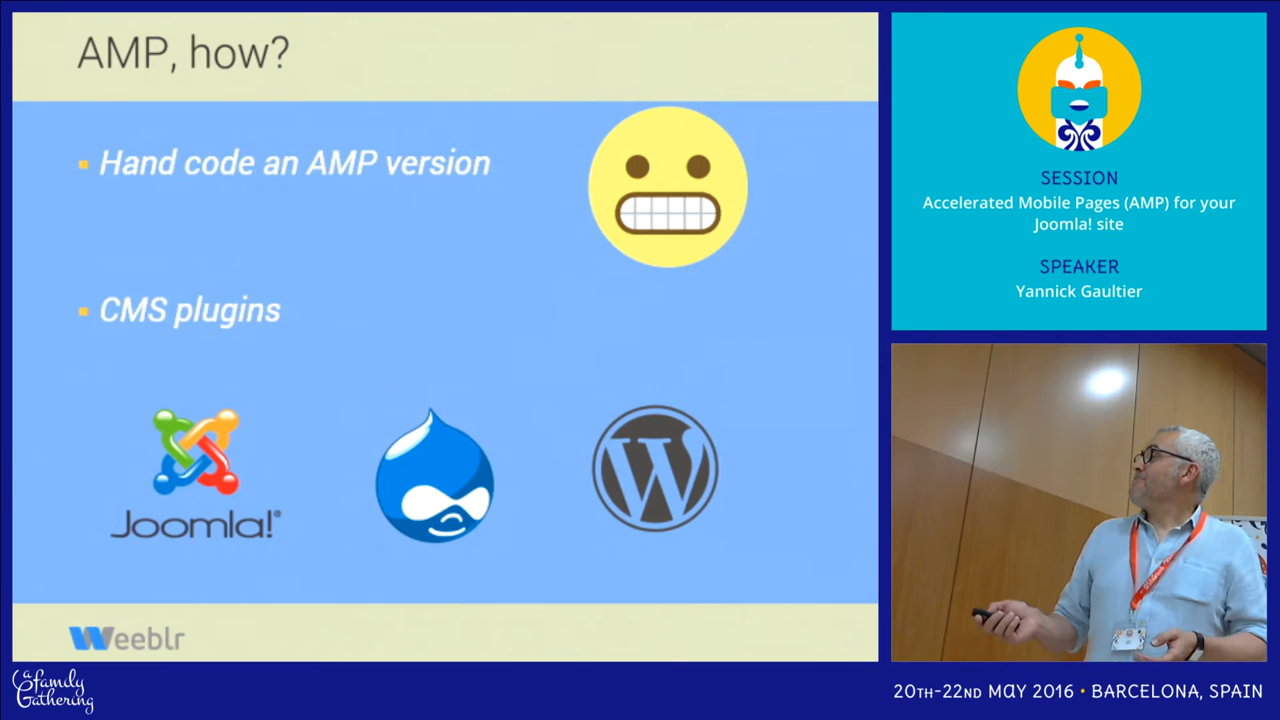 AMP, how?
Hand code an AMP version
CMS plugins
Joomla!®
Weeblr
SESSION
Accelerated Mobile Pages (AMP) for your
Joomla! site
SPEAKER
Yannick Gaultier
a family
Gathering
20TH-22ND MAY 2016 • BARCELONA, SPAIN